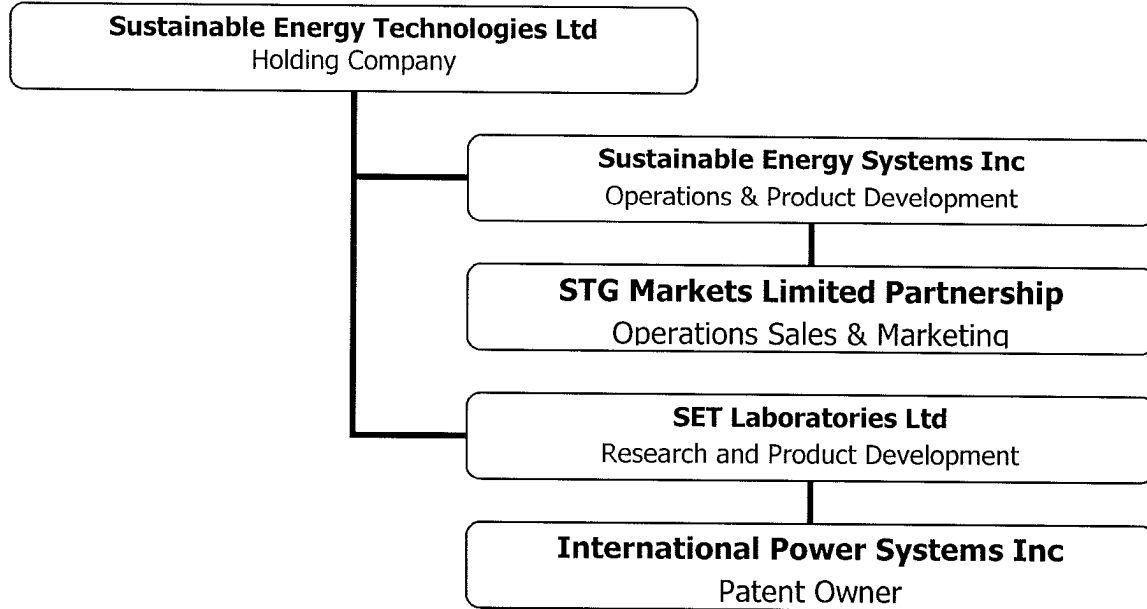 Sustainable Energy Technologies Ltd
Holding Company
Sustainable Energy Systems Inc
Operations & Product Development
STG Markets Limited Partnership
Operations Sales & Marketing
SET Laboratories Ltd
Research and Product Development
International Power Systems Inc
Patent Owner